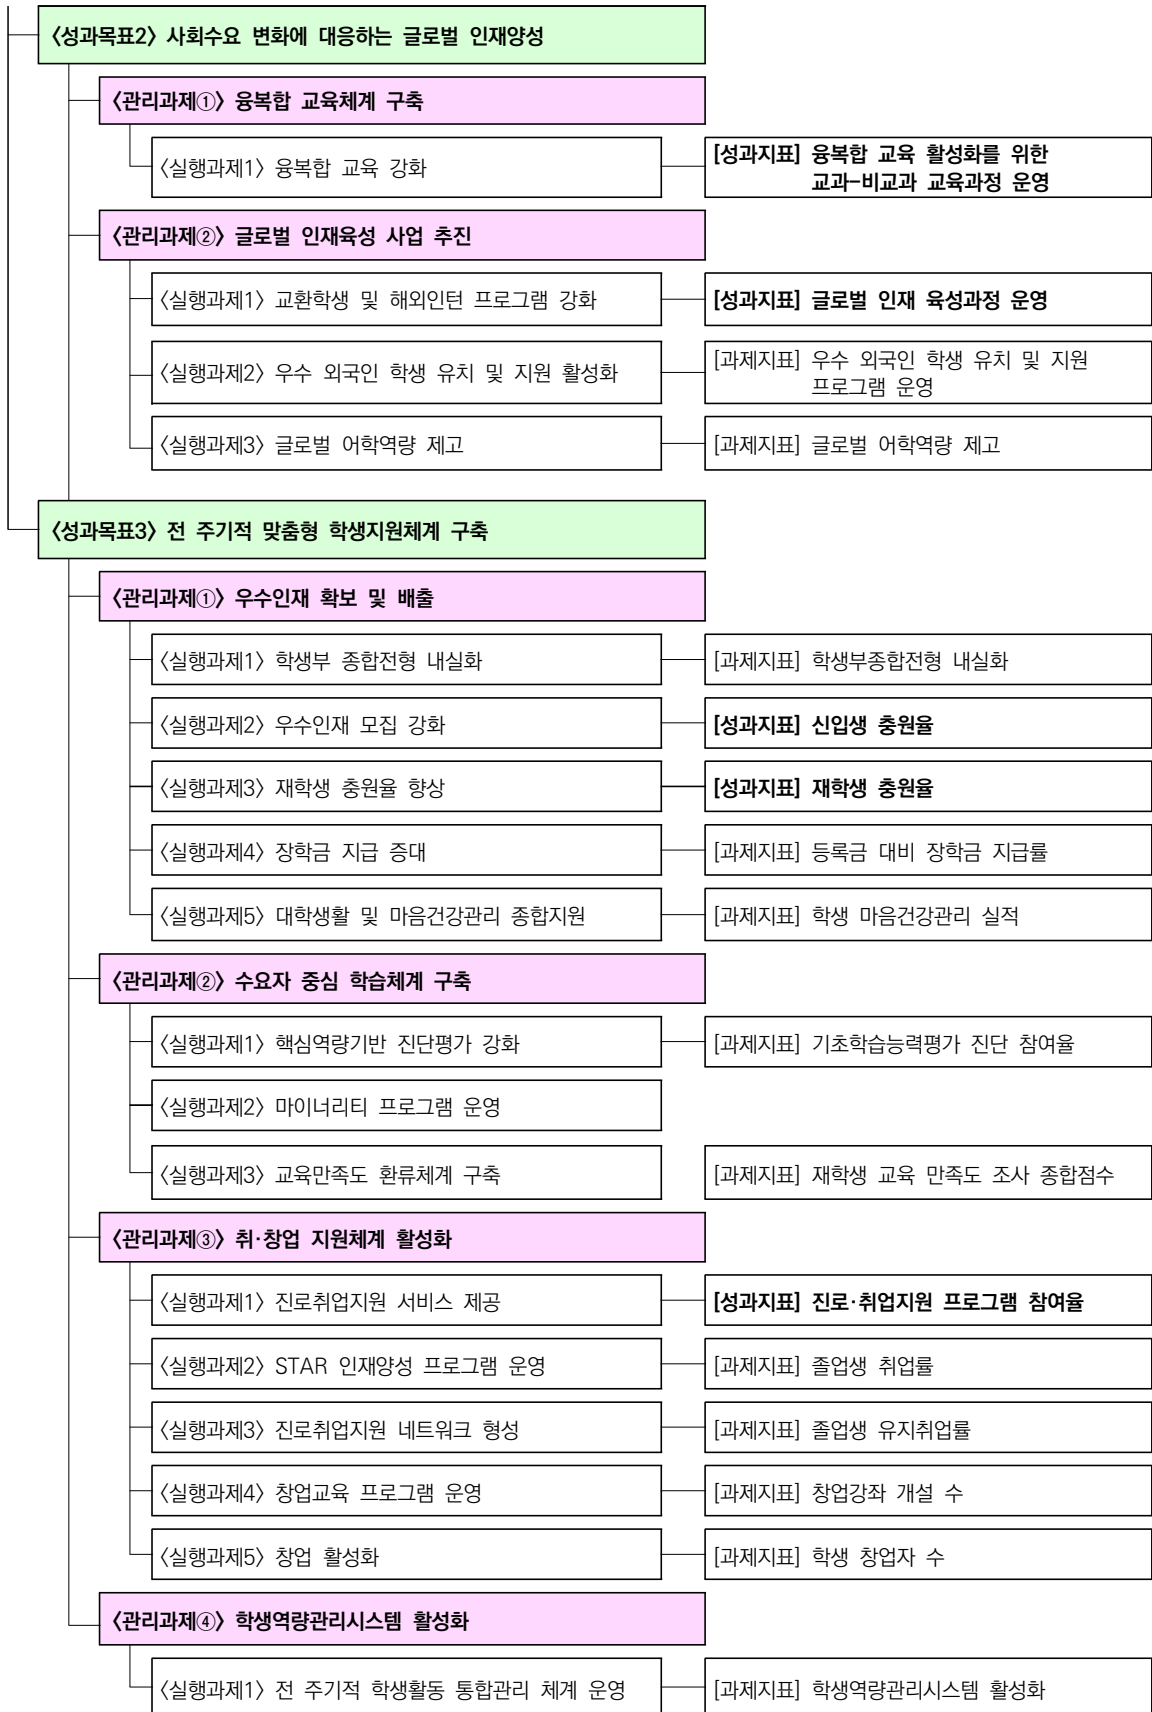 〈성과목표2〉 사회수요 변화에 대응하는 글로벌 인재양성
〈관리과제①〉 융복합 교육체계 구축
〈실행과제1〉 융복합 교육 강화
[성과지표] 융복합 교육 활성화를 위한
교과-비교과 교육과정 운영
〈관리과제②〉 글로벌 인재육성 사업 추진
〈실행과제1〉 교환학생 및 해외인턴 프로그램 강화
[성과지표] 글로벌 인재 육성과정 운영
〈실행과제2〉 우수 외국인 학생 유치 및 지원 활성화
[과제지표] 우수 외국인 학생 유치 및 지원
프로그램 운영
〈실행과제3〉 글로벌 어학역량 제고
[과제지표] 글로벌 어학역량 제고
〈성과목표3〉 전 주기적 맞춤형 학생지원체계 구축
〈관리과제①〉 우수인재 확보 및 배출
〈실행과제1〉 학생부 종합전형 내실화
[과제지표] 학생부종합전형 내실화
〈실행과제2〉 우수인재 모집 강화
[성과지표] 신입생 충원율
〈실행과제3〉 재학생 충원율 향상
[성과지표] 재학생 충원율
〈실행과제4〉 장학금 지급 증대
[과제지표] 등록금 대비 장학금 지급률
〈실행과제5〉 대학생활 및 마음건강관리 종합지원
[과제지표] 학생 마음건강관리 실적
〈관리과제②〉 수요자 중심 학습체계 구축
〈실행과제1〉 핵심역량기반 진단평가 강화
[과제지표] 기초학습능력평가 진단 참여율
〈실행과제2〉 마이너리티 프로그램 운영
〈실행과제3〉 교육만족도 환류체계 구축
[과제지표] 재학생 교육 만족도 조사 종합점수
〈관리과제③〉 취·창업 지원체계 활성화
〈실행과제1〉 진로취업지원 서비스 제공
[성과지표] 진로·취업지원 프로그램 참여율
〈실행과제2〉 STAR 인재양성 프로그램 운영
[과제지표] 졸업생 취업률
〈실행과제3〉 진로취업지원 네트워크 형성
[과제지표] 졸업생 유지취업률
〈실행과제4〉 창업교육 프로그램 운영
[과제지표] 창업강좌 개설 수
〈실행과제5〉 창업 활성화
[과제지표] 학생 창업자 수
〈관리과제④〉 학생역량관리시스템 활성화
〈실행과제1〉 전 주기적 학생활동 통합관리 체계 운영
[과제지표] 학생역량관리시스템 활성화